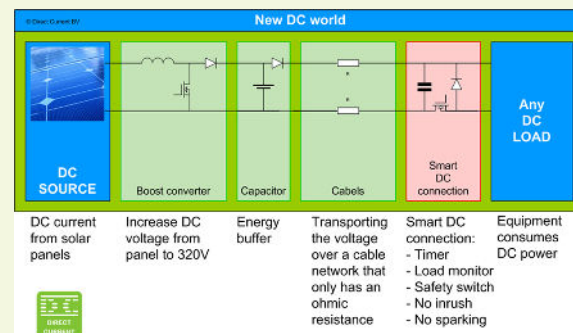 © Direct Current BV
New DC world
DC
SOURCE
Boost converter
Capacitor
Cabels
Smart
DC
connection
Any
DC
LOAD
DC current
from solar
panels
Increase DC
voltage from
panel to 320V
Energy
buffer
Transporting
the voltage
over a cable
network that
only has an
ohmic
resistance
Smart DC
connection:
- Timer
- Load monitor
- Safety switch
- No inrush
- No sparking
Equipment
consumes
DC power
DIRECT
CURRENT